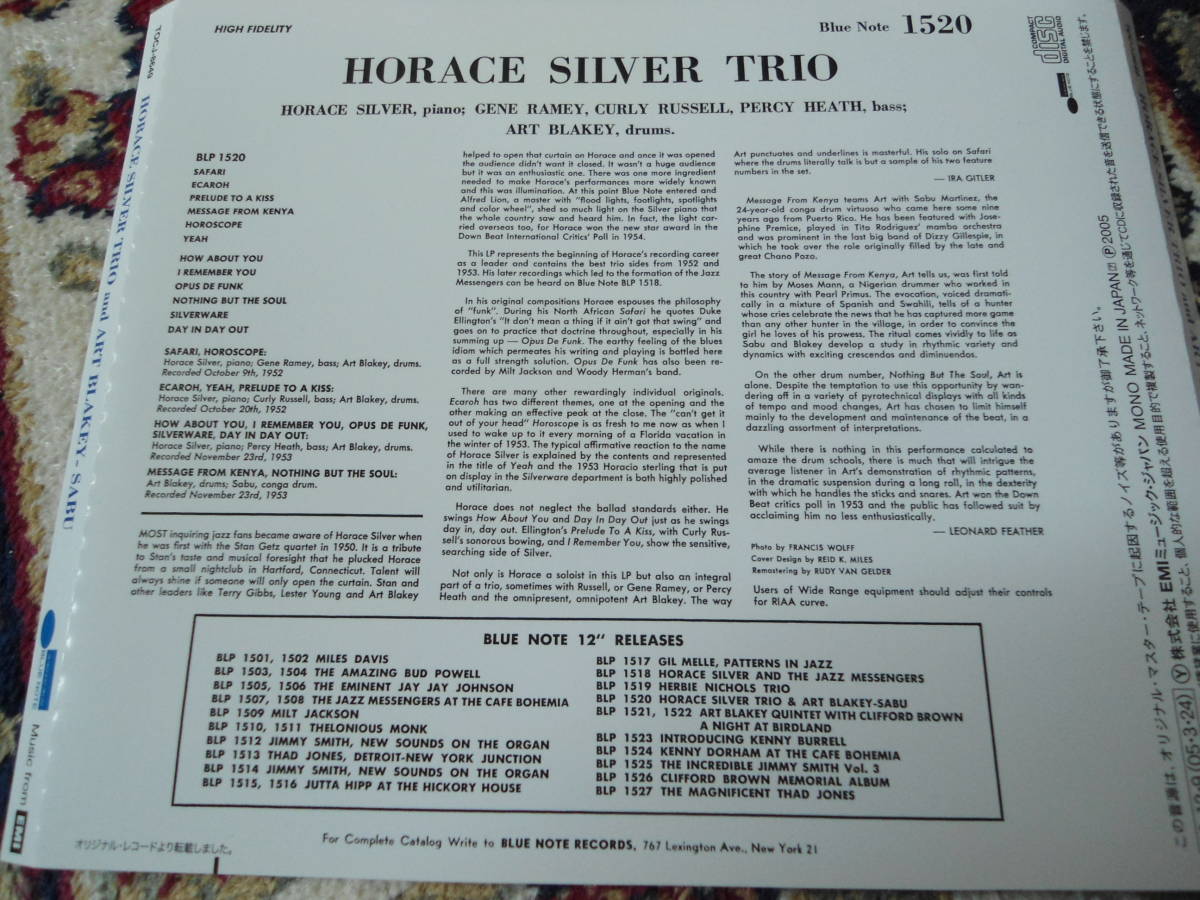 HIGH FIDELITY
Blue Note 1520
HORACE SILVER TRIO
HORACE SILVER, piano; GENE RAMEY, CURLY RUSSELL, PERCY HEATH, bass;
ART BLAKEY, drums.
BLP 1520
SAFARI
ECAROH
PRELUDE TO A KISS
MESSAGE FROM KENYA
HOROSCOPE
YEAH
HOW ABOUT YOU
I REMEMBER YOU
OPUS DE FUNK
NOTHING BUT THE SOUL
SILVERWARE
DAY IN DAY OUT
SAFARI, HOROSCOPE:
Horace Silver, piano; Gene Ramey, bass; Art Blakey, drums.
Recorded October 9th, 1952
ECAROH, YEAH, PRELUDE TO A KISS:
Horace Silver, piano; Curly Russell, bass; Art Blakey, drums.
Recorded October 20th, 1952
HOW ABOUT YOU, I REMEMBER YOU, OPUS DE FUNK,
SILVERWARE, DAY IN DAY OUT:
Horace Silver, piano; Percy Heath, bass; Art Blakey, drums.
Recorded November 23rd, 1953
MESSAGE FROM KENYA, NOTHING BUT THE SOUL:
Art Blakey, drums; Sabu, conga drum.
Recorded November 23rd, 1953
MOST inquiring jazz fans became aware of Horace Silver when
he was first with the Stan Getz quartet in 1950. It is a tribute
to Stan's taste and musical foresight that he plucked Horace
from a small nightclub in Hartford, Connecticut. Talent will
always shine if someone will only open the curtain. Stan and
other leaders like Terry Gibbs, Lester Young and Art Blakey
helped to open that curtain on Horace and once it was opened
the audience didn't want it closed. It wasn't a huge audience
but it was an enthusiastic one. There was one more ingredient
needed to make Horace's performances more widely known
and this was illumination. At this point Blue Note entered and
Alfred Lion, a master with "flood lights, footlights, spotlights
and color wheel", shed so much light on the Silver piano that
the whole country saw and heard him. In fact, the light car-
ried overseas too, for Horace won the new star award in the
Down Beat International Critics' Poll in 1954.
This LP represents the beginning of Horace's recording career
as a leader and contains the best trio sides from 1952 and
1953. His later recordings which led to the formation of the Jazz
Messengers can be heard on Blue Note BLP 1518.
In his original compositions Horace espouses the philosophy
of "funk". During his North African Safari he quotes Duke
Ellington's "It don't mean a thing if it ain't got that swing" and
goes on to practice that doctrine throughout, especially in his
summing up — Opus De Funk. The earthy feeling of the blues
idiom which permeates his writing and playing is bottled here
as a full strength solution. Opus De Funk has also been re-
corded by Milt Jackson and Woody Herman's band.
There are many other rewardingly individual originals.
Ecaroh has two different themes, one at the opening and the
other making an effective peak at the close. The "can't get it
out of your head" Horoscope is as fresh to me now as when I
used to wake up to it every morning of a Florida vacation in
the winter of 1953. The typical affirmative reaction to the name
of Horace Silver is explained by the contents and represented
in the title of Yeah and the 1953 Horacio sterling that is put
on display in the Silverware department is both highly polished
and utilitarian.
Horace does not neglect the ballad standards either. He
swings How About You and Day In Day Out just as he swings
day in, day out. Ellington's Prelude To A Kiss, with Curly Rus-
sell's sonorous bowing, and I Remember You, show the sensitive,
searching side of Silver.
Not only is Horace a soloist in this LP but also an integral
part of a trio, sometimes with Russell, or Gene Ramey, or Percy
Heath and the omnipresent, omnipotent Art Blakey. The way
Art punctuates and underlines is masterful. His solo on Safari
where the drums literally talk is but a sample of his two feature
numbers in the set.
— IRA GITLER
Message From Kenya teams Art with Sabu Martinez, the
24-year-old conga drum virtuoso who came here some nine
years ago from Puerto Rico. He has been featured with Jose-
phine Premice, played in Tito Rodriguez' mambo orchestra
and was prominent in the last big band of Dizzy Gillespie, in
which he took over the role originally filled by the late and
great Chano Pozo.
The story of Message From Kenya, Art tells us, was first told
to him by Moses Mann, a Nigerian drummer who worked in
this country with Pearl Primus. The evocation, voiced dramati-
cally in a mixture of Spanish and Swahili, tells of a hunter
whose cries celebrate the news that he has captured more game
than any other hunter in the village, in order to convince the
girl he loves of his prowess. The ritual comes vividly to life as
Sabu and Blakey develop a study in rhythmic variety and
dynamics with exciting crescendos and diminuendos.
On the other drum number, Nothing But The Soul, Art is
alone. Despite the temptation to use this opportunity by wan-
dering off in a variety of pyrotechnical displays with all kinds
of tempo and mood changes, Art has chosen to limit himself
mainly to the development and maintenance of the beat, in a
dazzling assortment of interpretations.
While there is nothing in this performance calculated to
amaze the drum schools, there is much that will intrigue the
average listener in Art's demonstration of rhythmic patterns,
in the dramatic suspension during a long roll, in the dexterity
with which he handles the sticks and snares. Art won the Down
Beat critics poll in 1953 and the public has followed suit by
acclaiming him no less enthusiastically.
— LEONARD FEATHER
Photo by FRANCIS WOLFF
Cover Design by REID K. MILES
Remastering by RUDY VAN GELDER
Users of Wide Range equipment should adjust their controls
for RIAA curve.
BLUE NOTE 12" RELEASES
BLP 1501, 1502 MILES DAVIS
BLP 1503, 1504 THE AMAZING BUD POWELL
BLP 1505, 1506 THE EMINENT JAY JAY JOHNSON
BLP 1507, 1508 THE JAZZ MESSENGERS AT THE CAFE BOHEMIA
BLP 1509 MILT JACKSON
BLP 1510, 1511 THELONIOUS MONK
BLP 1512 JIMMY SMITH, NEW SOUNDS ON THE ORGAN
BLP 1513 THAD JONES, DETROIT-NEW YORK JUNCTION
BLP 1514 JIMMY SMITH, NEW SOUNDS ON THE ORGAN
BLP 1515, 1516 JUTTA HIPP AT THE HICKORY HOUSE
BLP 1517 GIL MELLE, PATTERNS IN JAZZ
BLP 1518 HORACE SILVER AND THE JAZZ MESSENGERS
BLP 1519 HERBIE NICHOLS TRIO
BLP 1520 HORACE SILVER TRIO & ART BLAKEY-SABU
BLP 1521, 1522 ART BLAKEY QUINTET WITH CLIFFORD BROWN
A NIGHT AT BIRDLAND
BLP 1523 INTRODUCING KENNY BURRELL
BLP 1524 KENNY DORHAM AT THE CAFE BOHEMIA
BLP 1525 THE INCREDIBLE JIMMY SMITH Vol. 3
BLP 1526 CLIFFORD BROWN MEMORIAL ALBUM
BLP 1527 THE MAGNIFICENT THAD JONES
For Complete Catalog Write to BLUE NOTE RECORDS, 767 Lexington Ave., New York 21
オリジナル・レコードより転載しました。
TOCJ-6649
HORACE SILVER TRIO and ART BLAKEY - SABU
BLUE NOTE
Music from EMI
COMPACT
disc
DIGITAL AUDIO
BLUE NOTE
この音源は、オリジナル・マスター・テープに起因するノイズ等がありますが御了承下さい。
(05・3・24) Ⓨ 株式会社 EMIミュージック・ジャパン MONO MADE IN JAPAN Ⓟ2005